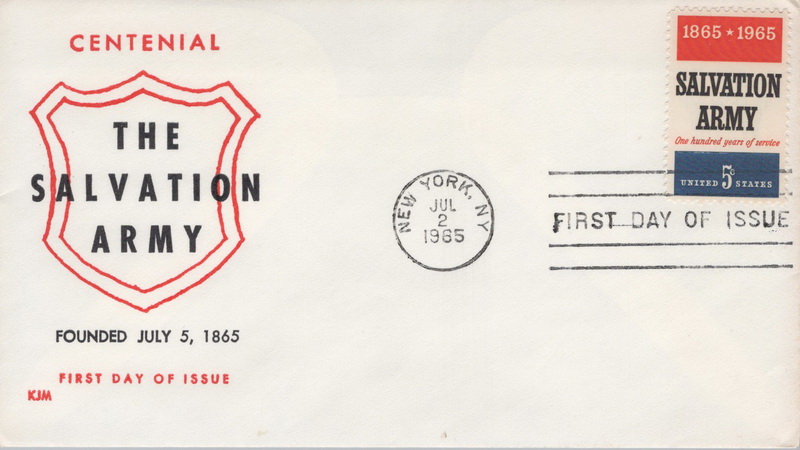 CENTENIAL
THE
SALVATION
ARMY
FOUNDED JULY 5, 1865
FIRST DAY OF ISSUE
KJM
NEW YORK, NY
JUL
2
1965
1865 ★ 1965
SALVATION
ARMY
One hundred years of service
UNITED 5c STATES
FIRST DAY OF ISSUE